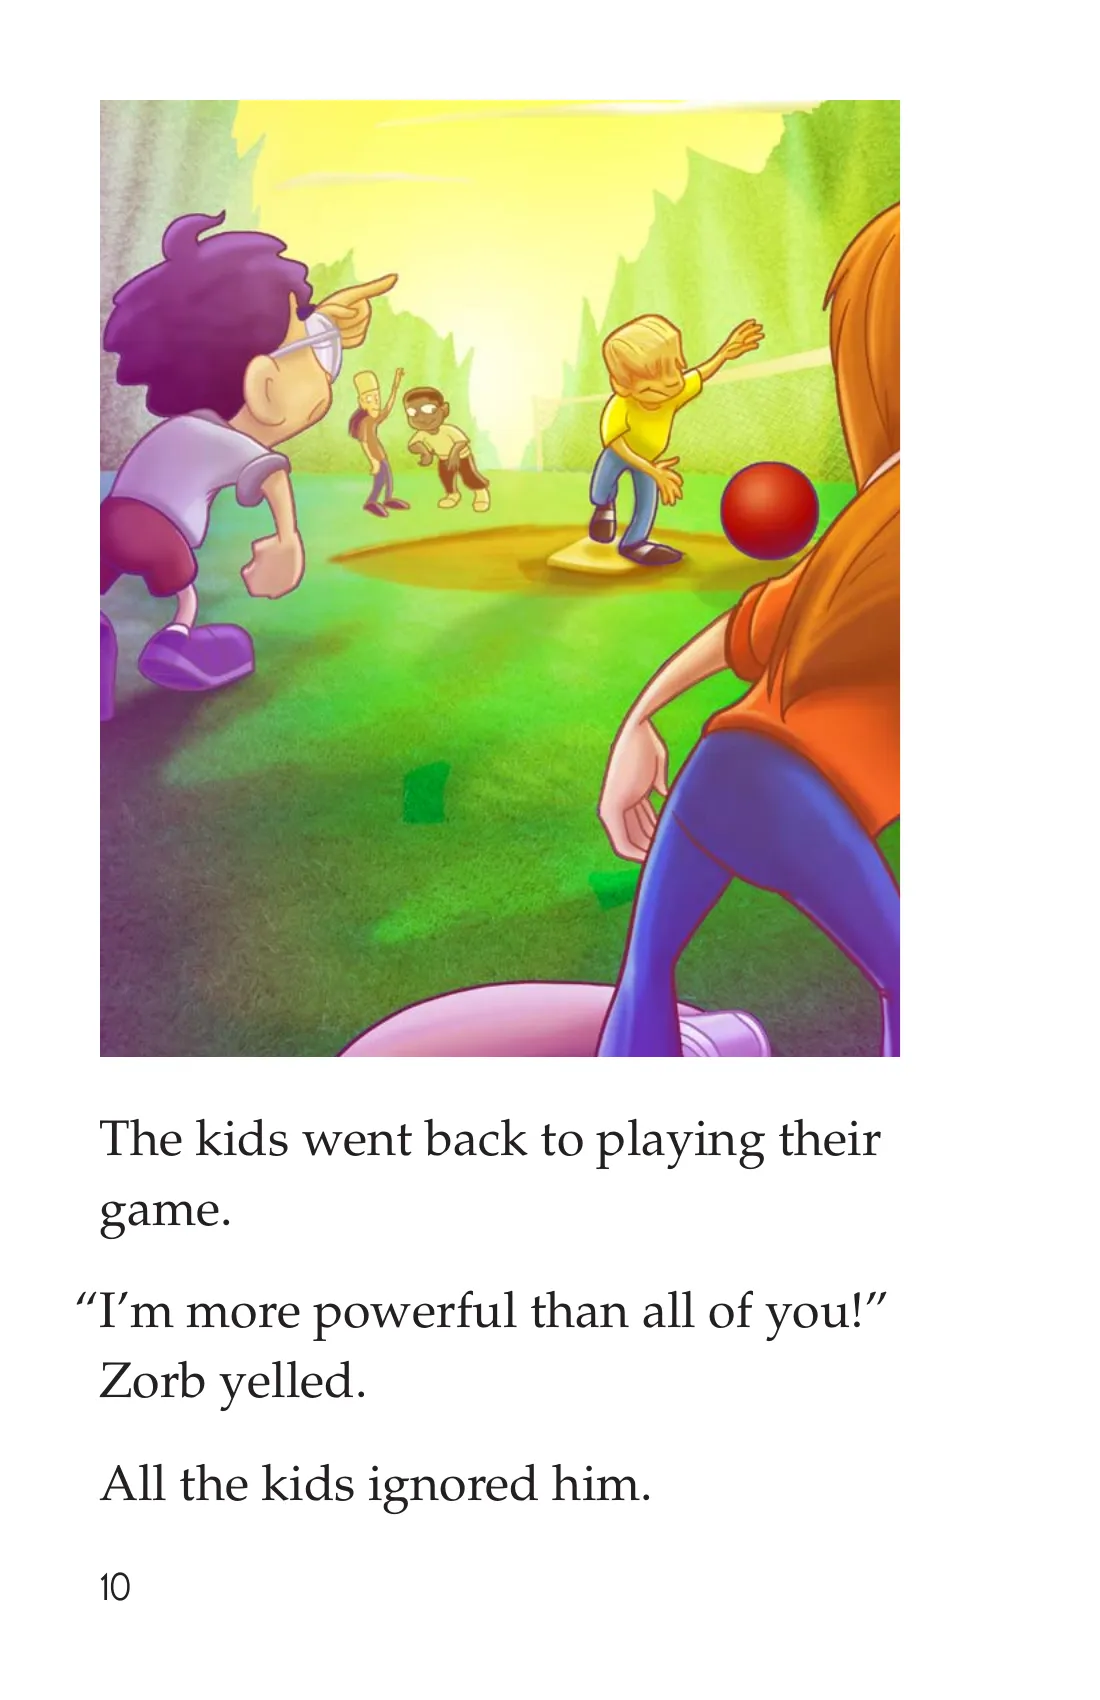 The kids went back to playing their
game.
“I’m more powerful than all of you!”
Zorb yelled.
All the kids ignored him.
10